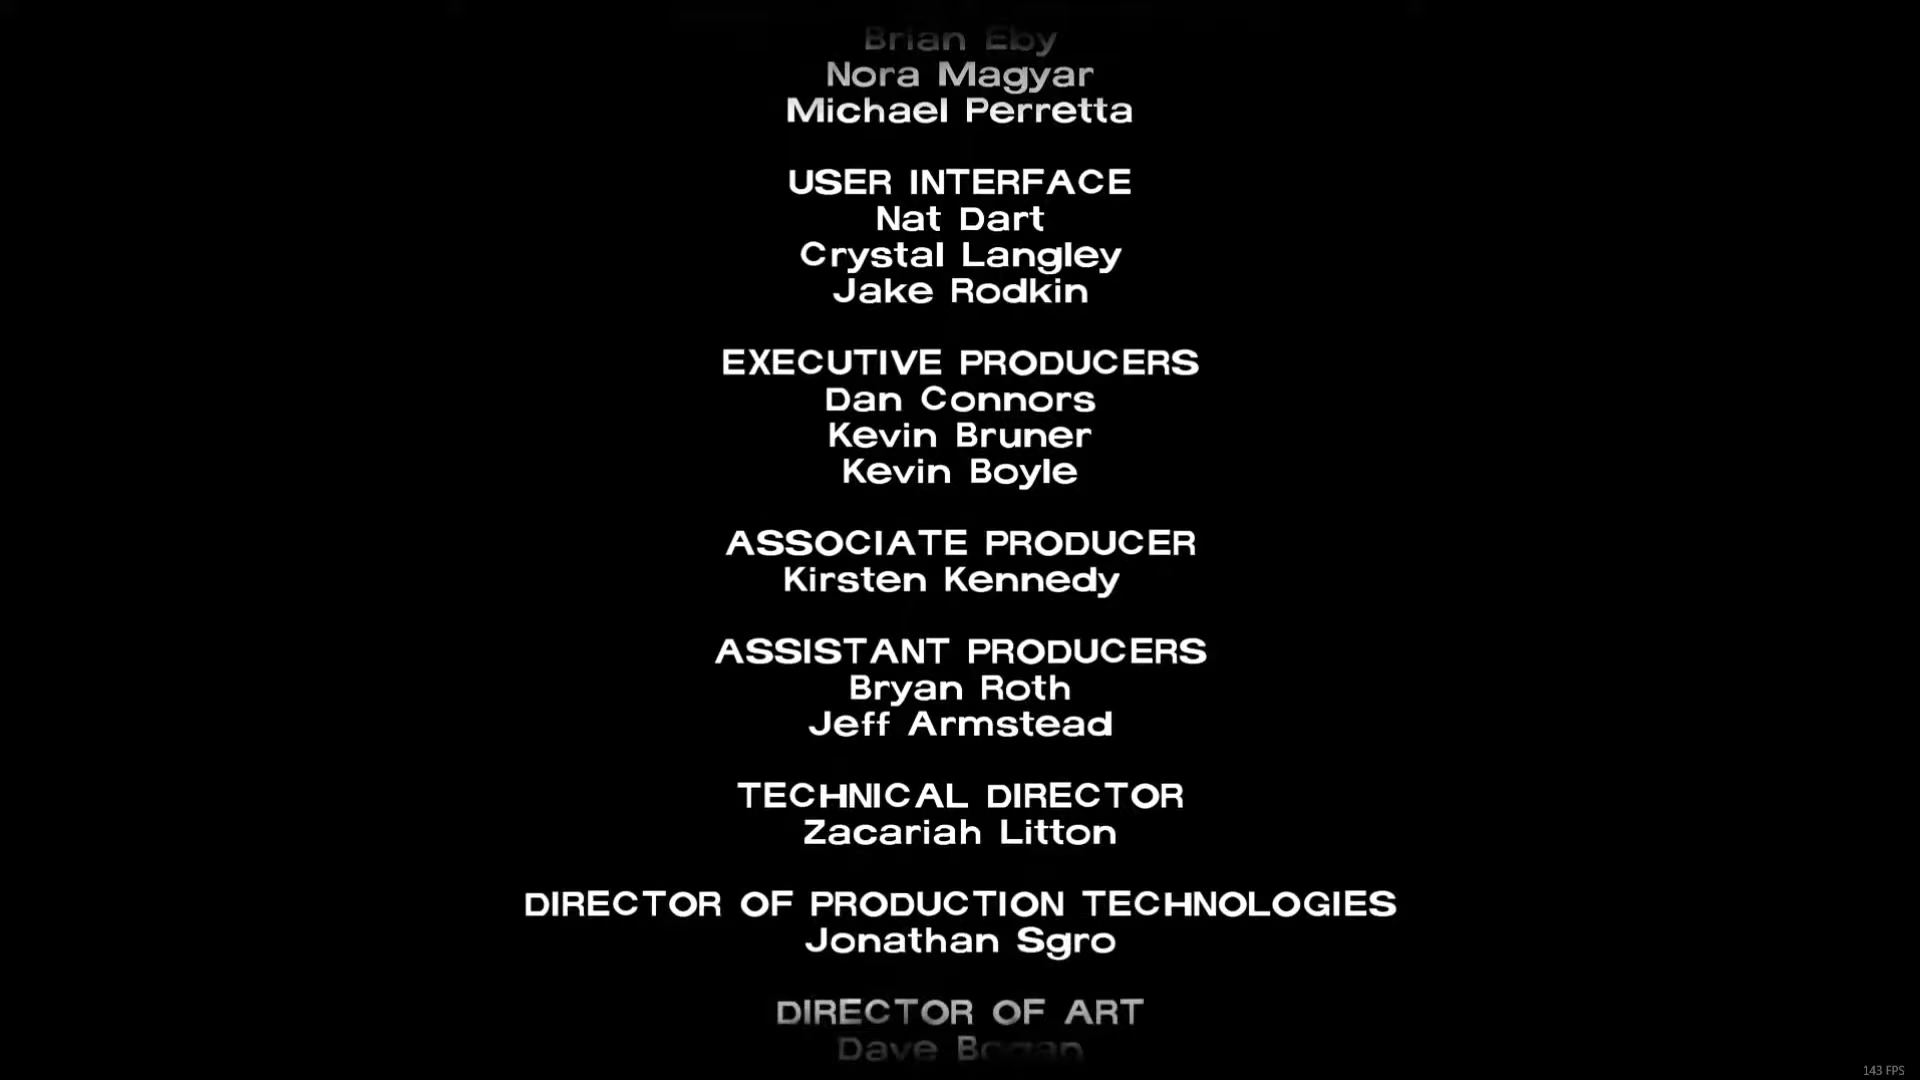 Brian Eby
Nora Magyar
Michael Perretta
USER INTERFACE
Nat Dart
Crystal Langley
Jake Rodkin
EXECUTIVE PRODUCERS
Dan Connors
Kevin Bruner
Kevin Boyle
ASSOCIATE PRODUCER
Kirsten Kennedy
ASSISTANT PRODUCERS
Bryan Roth
Jeff Armstead
TECHNICAL DIRECTOR
Zacariah Litton
DIRECTOR OF PRODUCTION TECHNOLOGIES
Jonathan Sgro
DIRECTOR OF ART
Dave Bogan
143 FPS